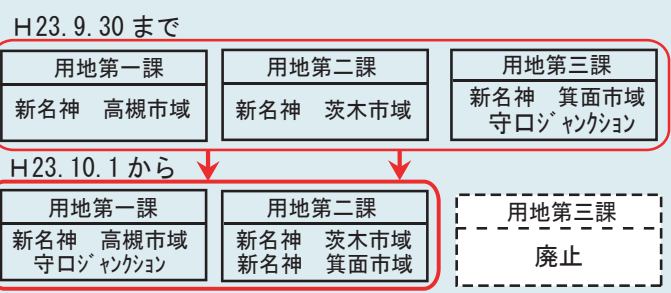 H23.9.30 まで
用地第一課
新名神 高槻市域
用地第二課
新名神 茨木市域
用地第三課
新名神 箕面市域
守口ｼﾞｬﾝｸｼｮﾝ
H23.10.1 から
用地第一課
新名神 高槻市域
守口ｼﾞｬﾝｸｼｮﾝ
用地第二課
新名神 茨木市域
新名神 箕面市域
用地第三課
廃止